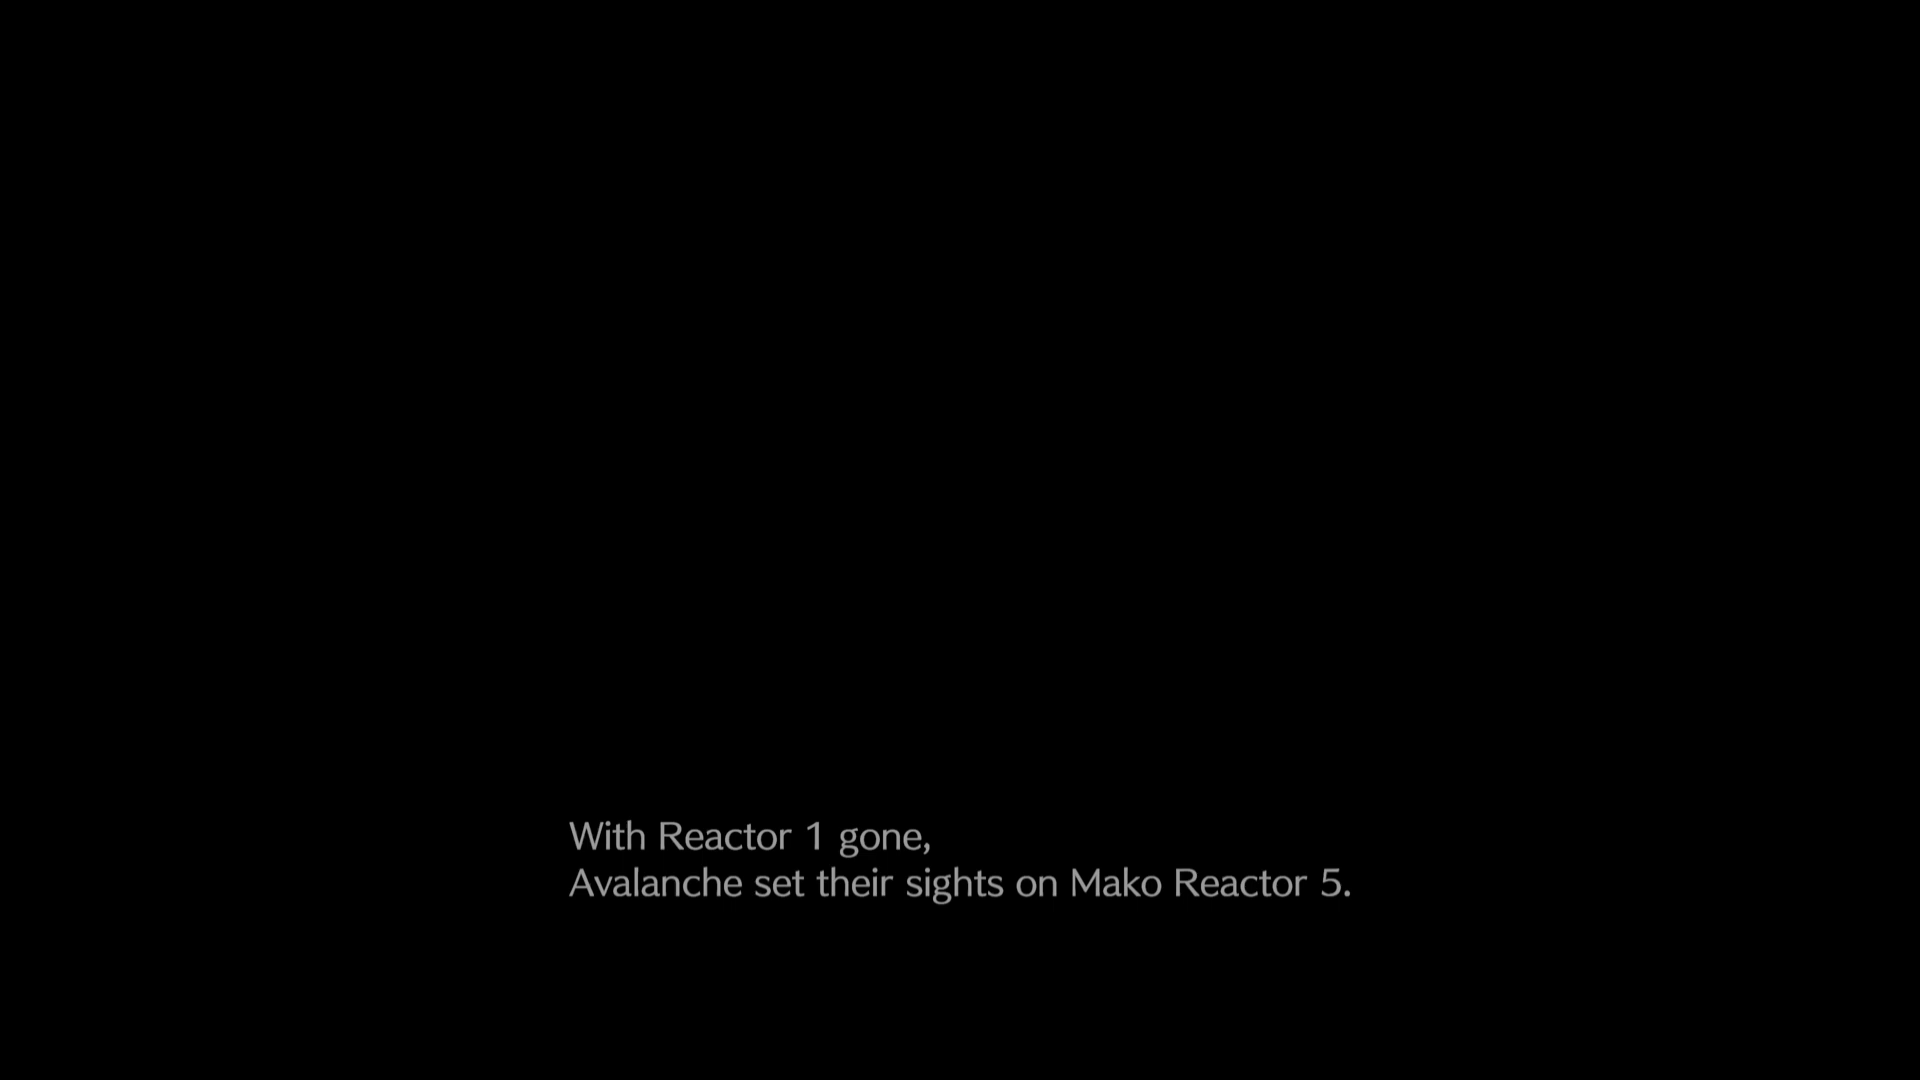 With Reactor 1 gone,
Avalanche set their sights on Mako Reactor 5.